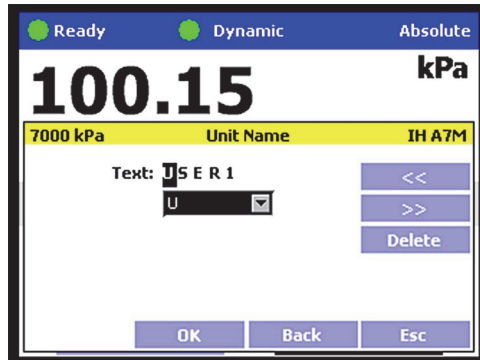 Ready Dynamic Absolute
100.15 kPa
7000 kPa Unit Name IH A7M
Text: U S E R 1
U
<<
>>
Delete
OK Back Esc